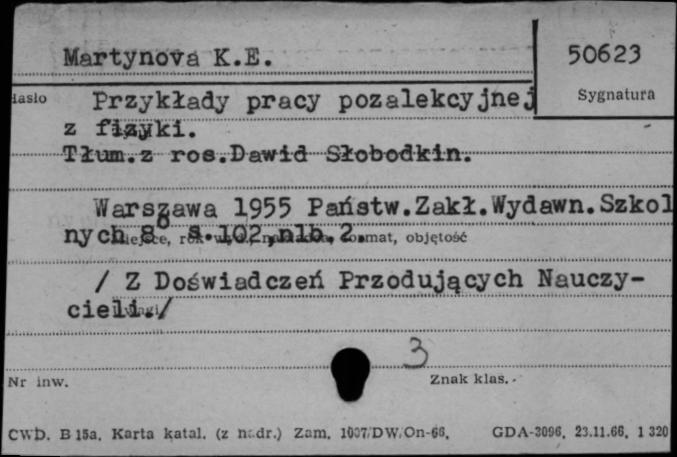 Martynova K.E.
50623
Hasło
Przykłady pracy pozalekcyjnej
Sygnatura
z fizyki.
Tłum.z ros.Dawid Słobodkin.
Warszawa 1955 Państw.Zakł.Wydawn.Szkol
nych 8° s.102,nlb.2.
format, objętość
/ Z Doświadczeń Przodujących Nauczy-
cieli./
3
Nr inw.
Znak klas.
CWD. B 15a. Karta katal. (z nadr.) Zam. 1007/DW/On-66. GDA-3096. 23.11.66. 1 320